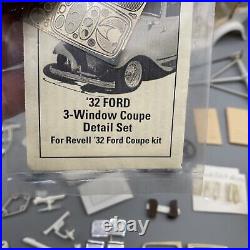 '32 FORD
3-Window Coupe
Detail Set
For Revell '32 Ford Coupe kit